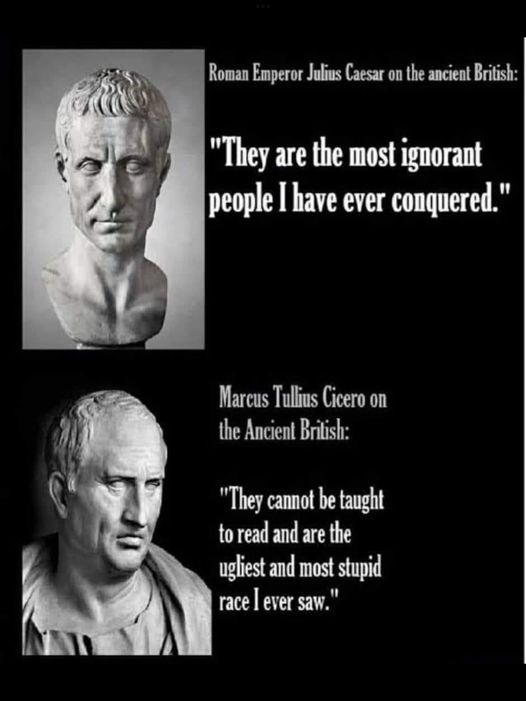 Roman Emperor Julius Caesar on the ancient British:
"They are the most ignorant
people I have ever conquered."
Marcus Tullius Cicero on
the Ancient British:
"They cannot be taught
to read and are the
ugliest and most stupid
race I ever saw."